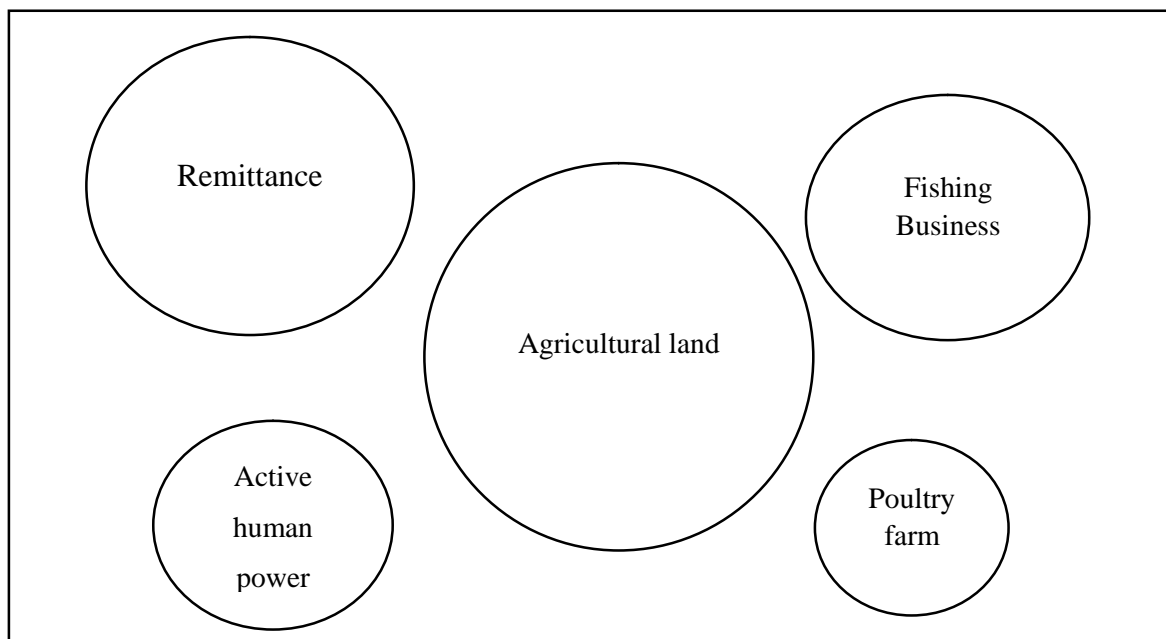 Remittance
Fishing
Business
Agricultural land
Active
human
power
Poultry
farm